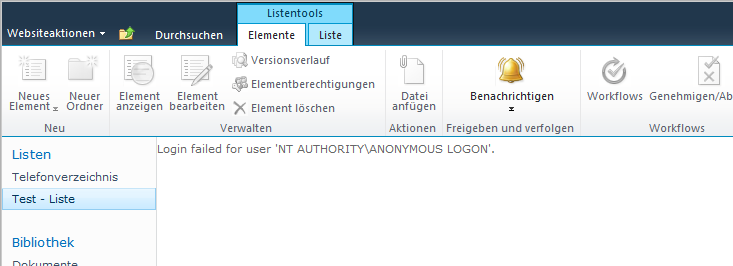 Listentools
Websiteaktionen Durchsuchen Elemente Liste
Neues Element
Neuer Ordner
Element anzeigen
Element bearbeiten
Versionsverlauf
Elementberechtigungen
Element löschen
Datei anfügen
Benachrichtigen
Workflows
Genehmigen/Ab
Neu Verwalten Aktionen Freigeben und verfolgen Workflows
Listen
Telefonverzeichnis
Test - Liste
Bibliothek
Dokumente
Login failed for user 'NT AUTHORITY\ANONYMOUS LOGON'.